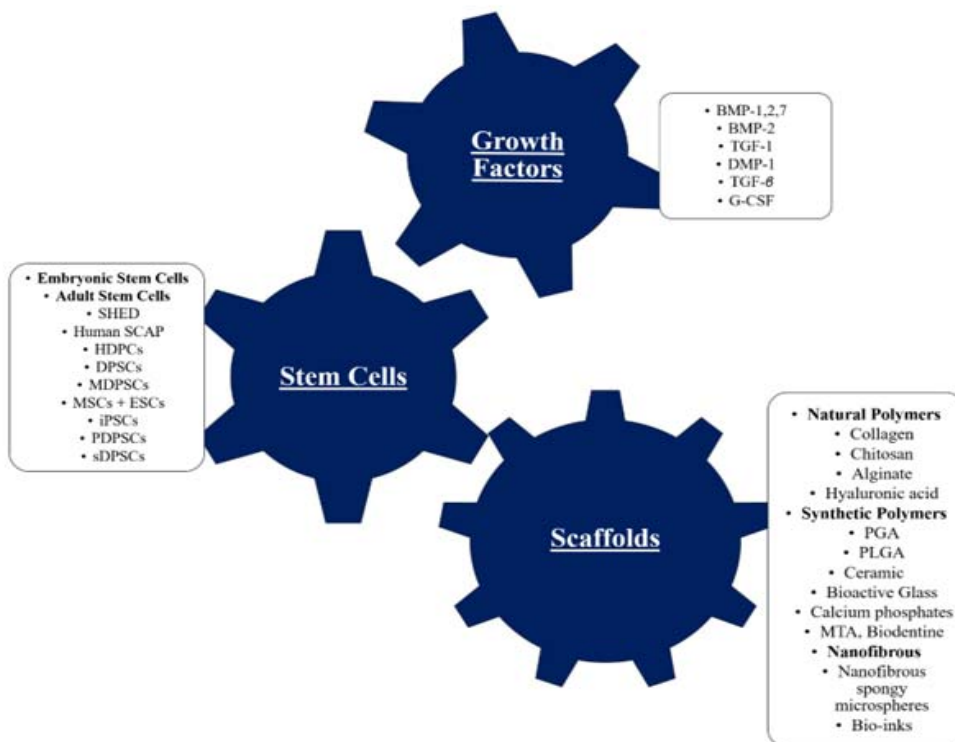 Growth
Factors
• BMP-1,2,7
• BMP-2
• TGF-1
• DMP-1
• TGF-β
• G-CSF
• Embryonic Stem Cells
• Adult Stem Cells
• SHED
• Human SCAP
• HDPCs
• DPSCs
• MDPSCs
• MSCs + ESCs
• iPSCs
• PDPSCs
• sDPSCs
Stem Cells
Scaffolds
• Natural Polymers
• Collagen
• Chitosan
• Alginate
• Hyaluronic acid
• Synthetic Polymers
• PGA
• PLGA
• Ceramic
• Bioactive Glass
• Calcium phosphates
• MTA, Biodentine
• Nanofibrous
• Nanofibrous
spongy
microspheres
• Bio-inks